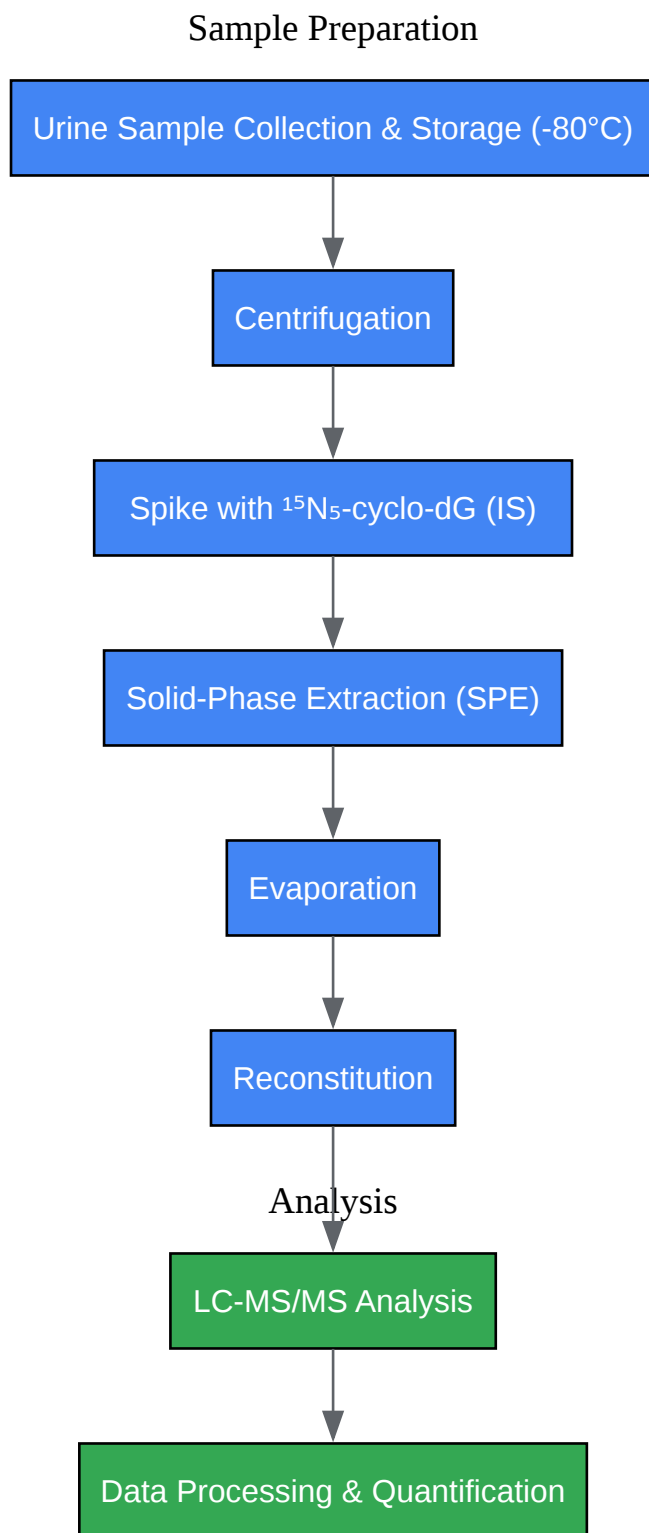 Sample Preparation
Urine Sample Collection & Storage (-80°C)
Centrifugation
Spike with ¹⁵N₅-cyclo-dG (IS)
Solid-Phase Extraction (SPE)
Evaporation
Reconstitution
Analysis
LC-MS/MS Analysis
Data Processing & Quantification